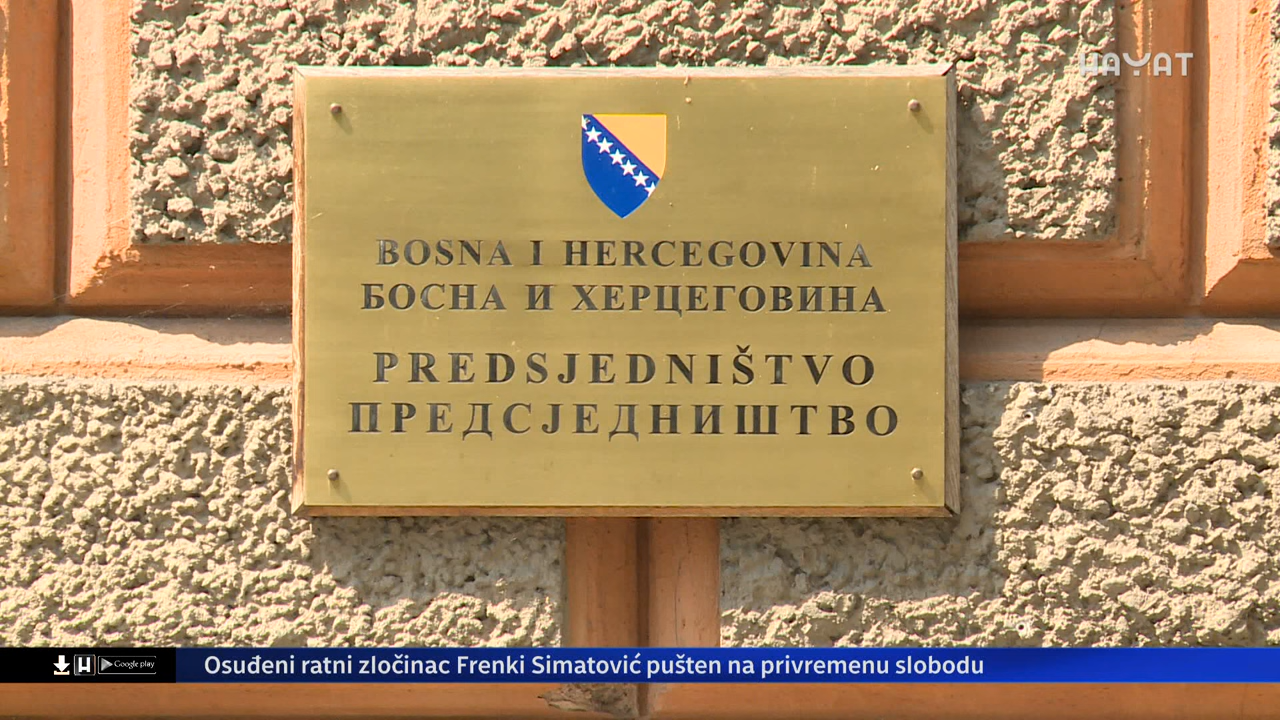 HAYAT
BOSNA I HERCEGOVINA
БОСНА И ХЕРЦЕГОВИНА
PREDSJEDNIŠTVO
ПРЕДСЈЕДНИШТВО
H Google play Osuđeni ratni zločinac Frenki Simatović pušten na privremenu slobodu